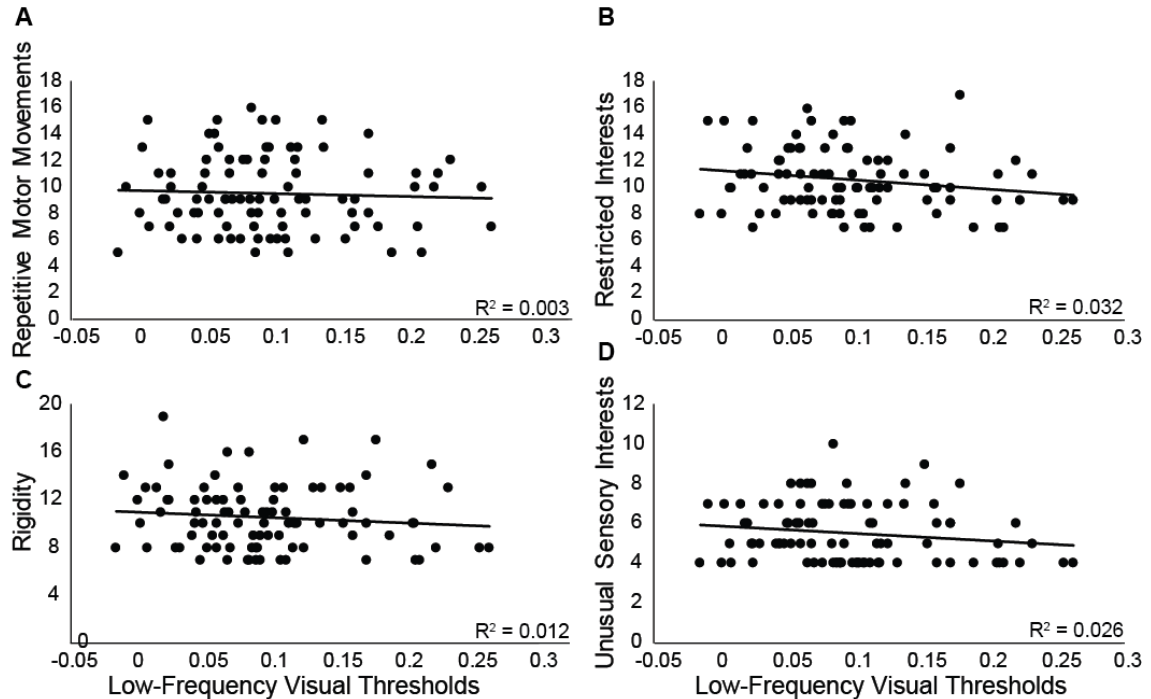 A
Repetitive Motor Movements
18
16
14
12
10
8
6
4
2
0
-0.05 0 0.05 0.1 0.15 0.2 0.25 0.3
R² = 0.003
B
Restricted Interests
18
16
14
12
10
8
6
4
2
0
-0.05 0 0.05 0.1 0.15 0.2 0.25 0.3
R² = 0.032
C
Rigidity
20
16
12
8
4
0
-0.05 0 0.05 0.1 0.15 0.2 0.25 0.3
R² = 0.012
Low-Frequency Visual Thresholds
D
Unusual Sensory Interests
12
10
8
6
4
2
0
-0.05 0 0.05 0.1 0.15 0.2 0.25 0.3
R² = 0.026
Low-Frequency Visual Thresholds